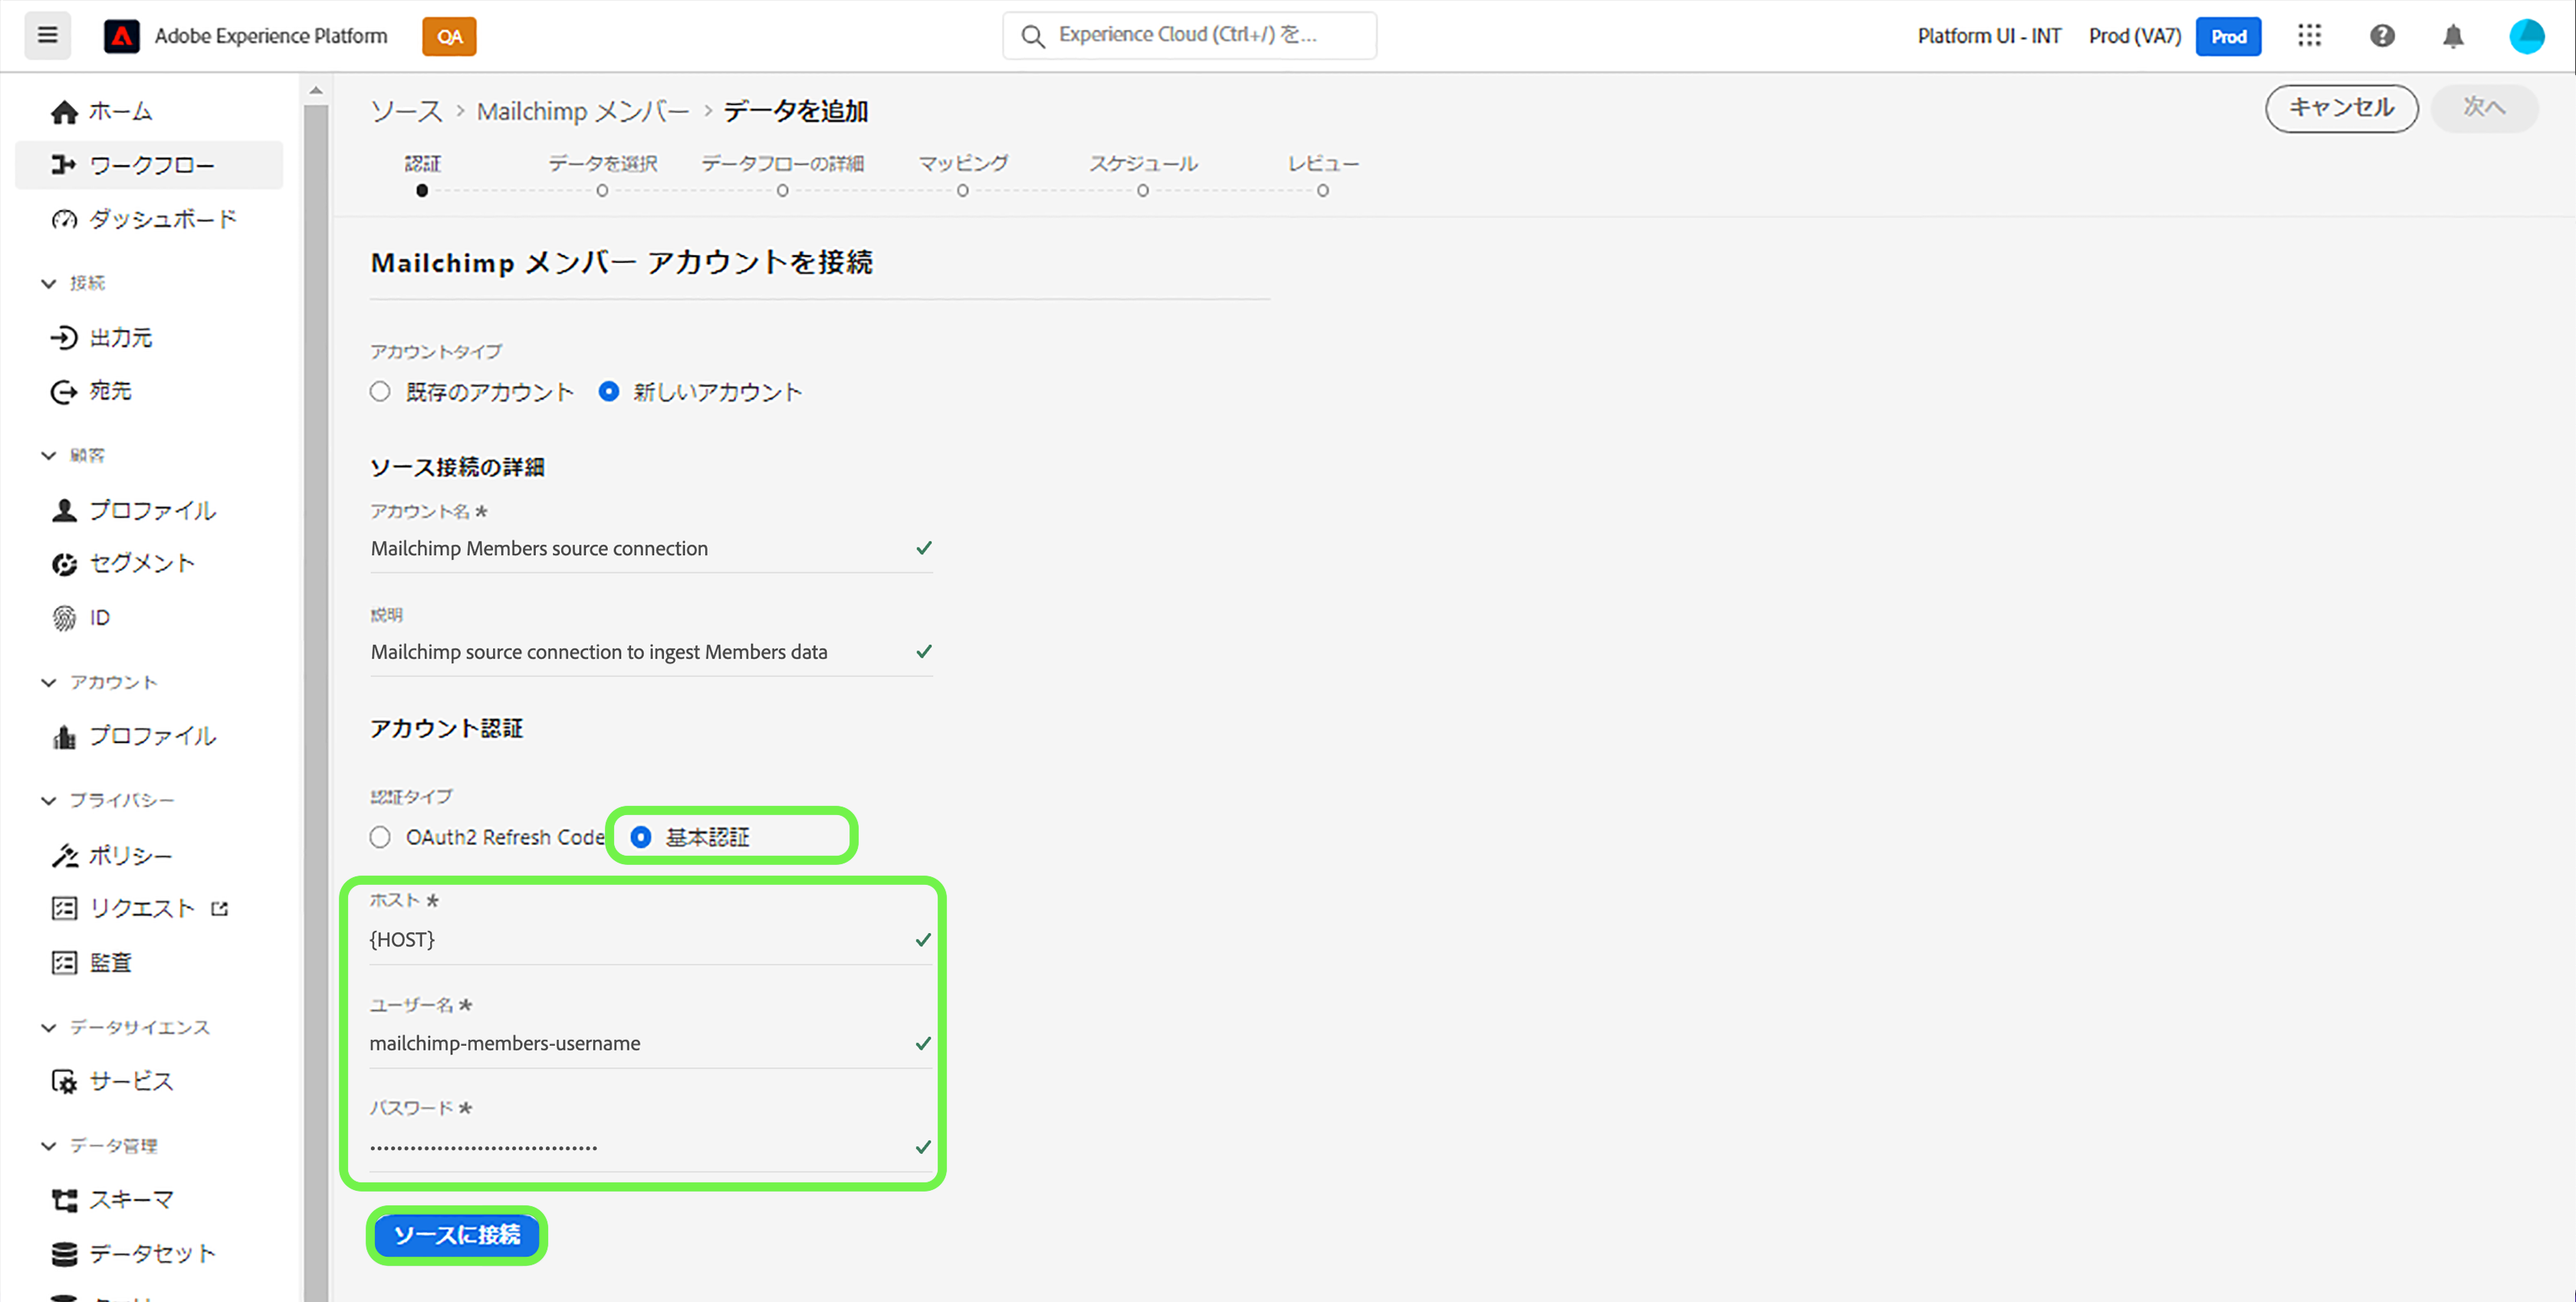 Adobe Experience Platform
QA
Experience Cloud (Ctrl+/) を...
Platform UI - INT
Prod (VA7)
Prod
ホーム
ワークフロー
ダッシュボード
接続
出力元
宛先
顧客
プロファイル
セグメント
ID
アカウント
プロファイル
プライバシー
ポリシー
リクエスト
監査
データサイエンス
サービス
データ管理
スキーマ
データセット
ソース > Mailchimp メンバー > データを追加
キャンセル
次へ
認証
データを選択
データフローの詳細
マッピング
スケジュール
レビュー
Mailchimp メンバー アカウントを接続
アカウントタイプ
既存のアカウント
新しいアカウント
ソース接続の詳細
アカウント名 *
Mailchimp Members source connection
説明
Mailchimp source connection to ingest Members data
アカウント認証
認証タイプ
OAuth2 Refresh Code
基本認証
ホスト *
{HOST}
ユーザー名 *
mailchimp-members-username
パスワード *
ソースに接続